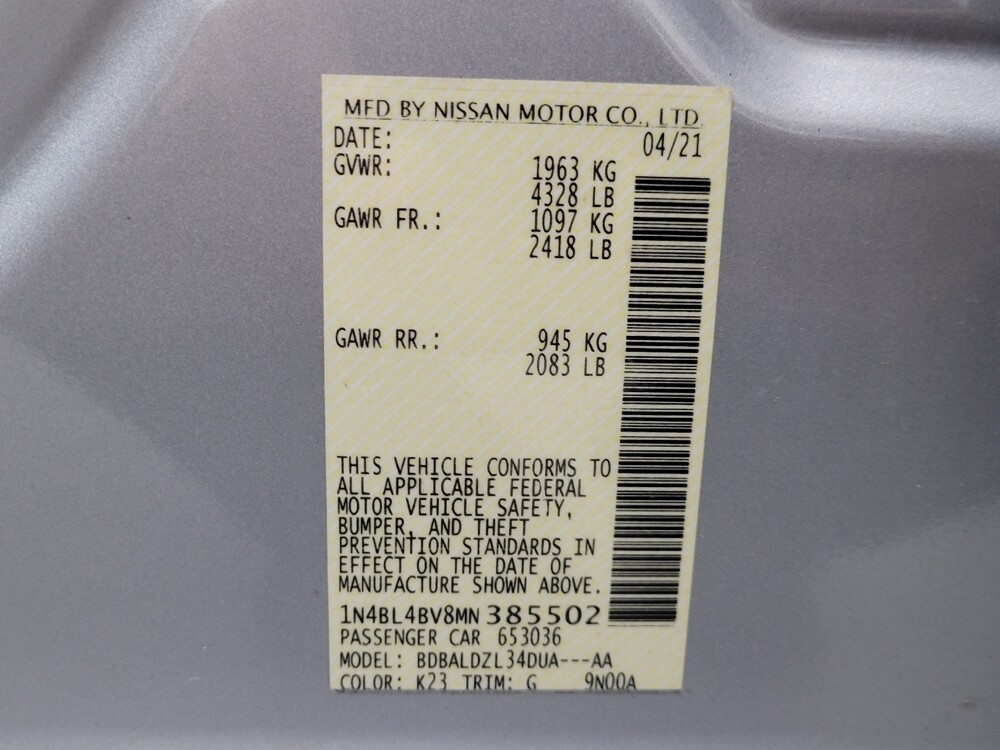 MFD BY NISSAN MOTOR CO., LTD.
DATE: 04/21
GVWR: 1963 KG
4328 LB
GAWR FR.: 1097 KG
2418 LB
GAWR RR.: 945 KG
2083 LB
THIS VEHICLE CONFORMS TO
ALL APPLICABLE FEDERAL
MOTOR VEHICLE SAFETY,
BUMPER, AND THEFT
PREVENTION STANDARDS IN
EFFECT ON THE DATE OF
MANUFACTURE SHOWN ABOVE.
1N4BL4BV8MN385502
PASSENGER CAR 653036
MODEL: BDBALDZL34DUA---AA
COLOR: K23 TRIM: G 9N00A